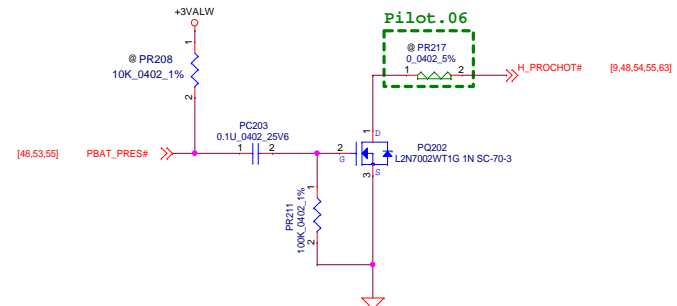 Pilot.06
+3VALW
1
@ PR208
10K_0402_1%
2
@ PR217
0_0402_5%
1
2
H_PROCHOT#
[9,48,54,55,63]
PC203
0.1U_0402_25V6
[48,53,55]
PBAT_PRES#
1
2
2
G
1
D
S
3
PQ202
L2N7002WT1G 1N SC-70-3
1
PR211
100K_0402_1%
2